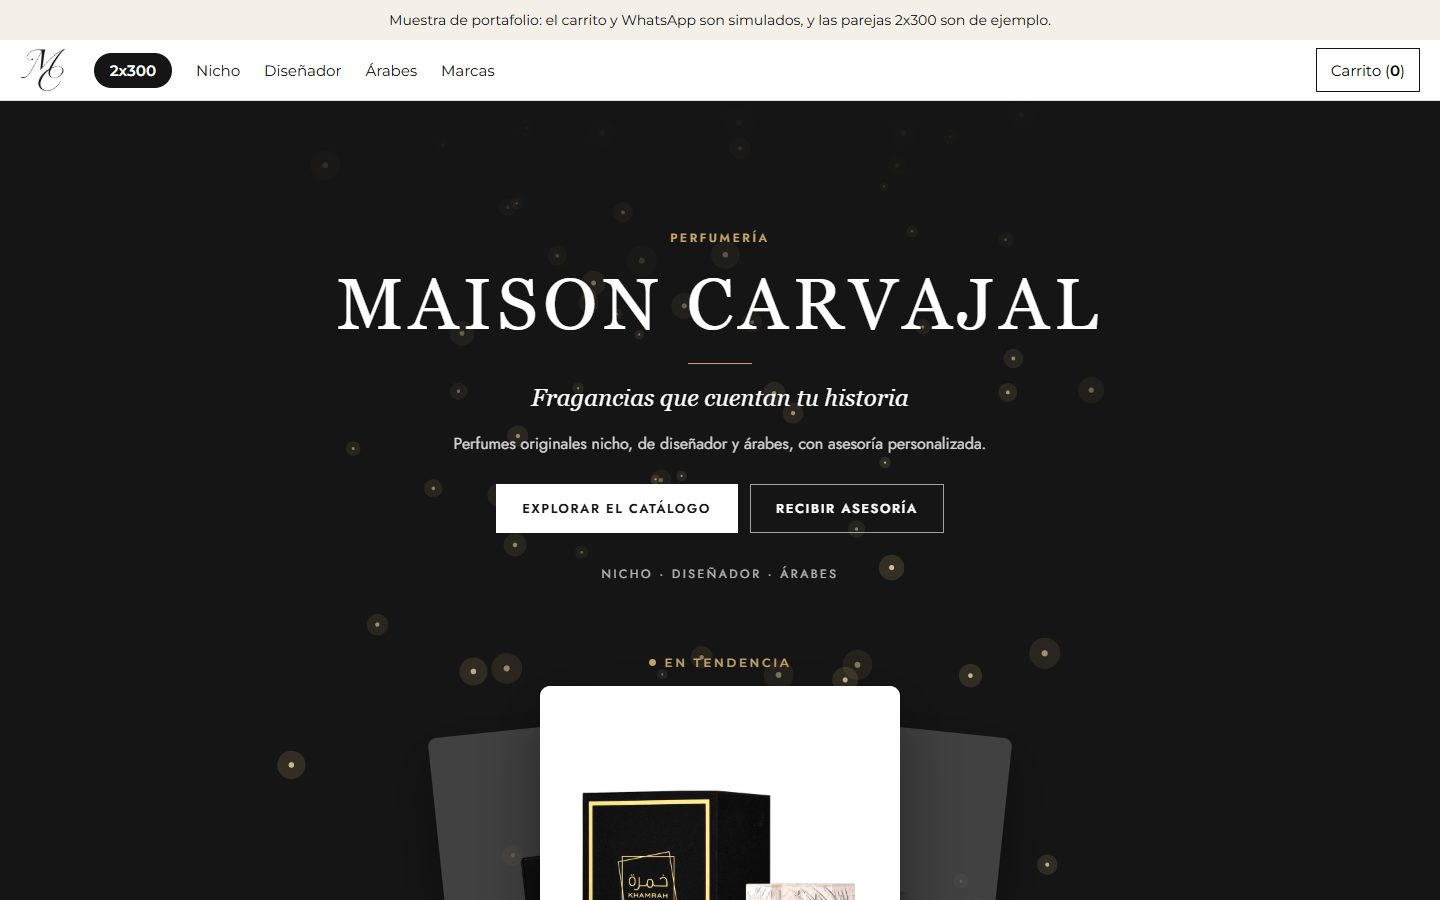 Muestra de portafolio: el carrito y WhatsApp son simulados, y las parejas 2x300 son de ejemplo.
MC 2x300 Nicho Diseñador Árabes Marcas Carrito (0)
PERFUMERÍA
MAISON CARVAJAL
Fragancias que cuentan tu historia
Perfumes originales nicho, de diseñador y árabes, con asesoría personalizada.
EXPLORAR EL CATÁLOGO RECIBIR ASESORÍA
NICHO · DISEÑADOR · ÁRABES
EN TENDENCIA
خمرة
KHAMRAH